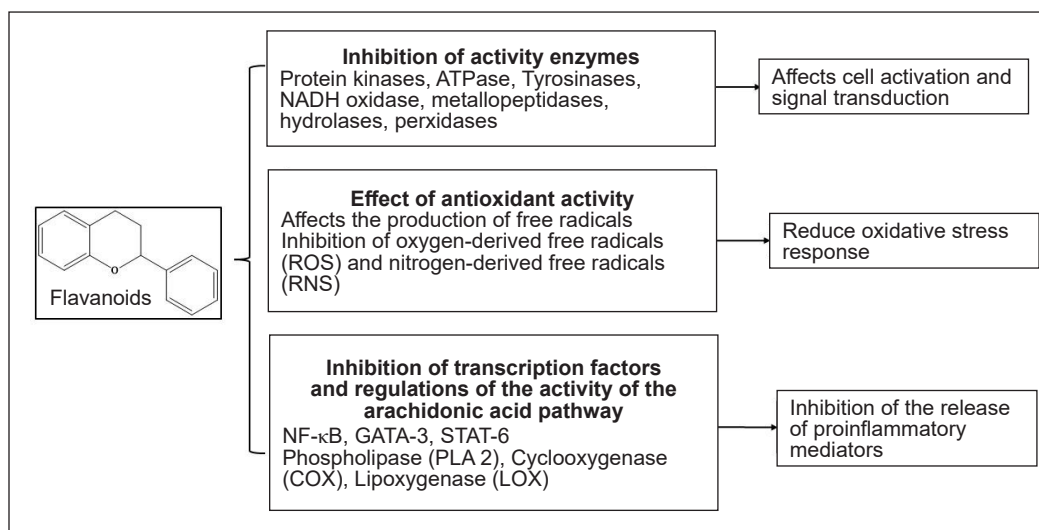 Inhibition of activity enzymes
Protein kinases, ATPase, Tyrosinases,
NADH oxidase, metallopeptidases,
hydrolases, perxidases
Affects cell activation and
signal transduction
O
Flavanoids
Effect of antioxidant activity
Affects the production of free radicals
Inhibition of oxygen-derived free radicals
(ROS) and nitrogen-derived free radicals
(RNS)
Reduce oxidative stress
response
Inhibition of transcription factors
and regulations of the activity of the
arachidonic acid pathway
NF-κB, GATA-3, STAT-6
Phospholipase (PLA 2), Cyclooxygenase
(COX), Lipoxygenase (LOX)
Inhibition of the release
of proinflammatory
mediators